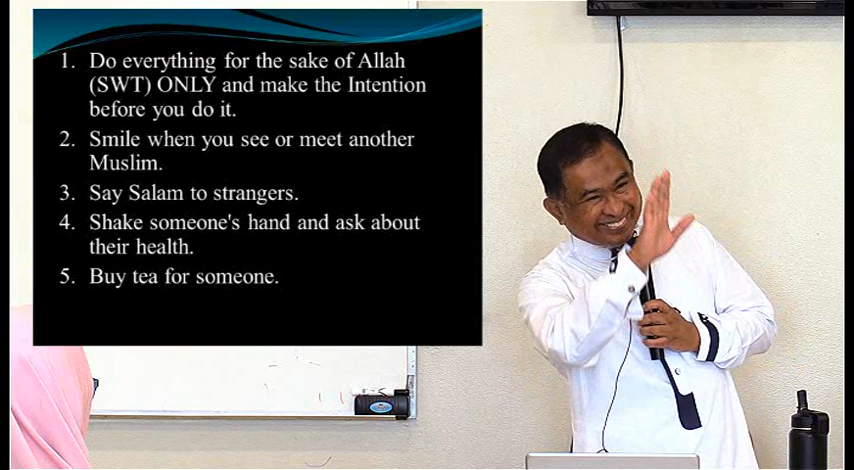 1. Do everything for the sake of Allah
(SWT) ONLY and make the Intention
before you do it.
2. Smile when you see or meet another
Muslim.
3. Say Salam to strangers.
4. Shake someone's hand and ask about
their health.
5. Buy tea for someone.